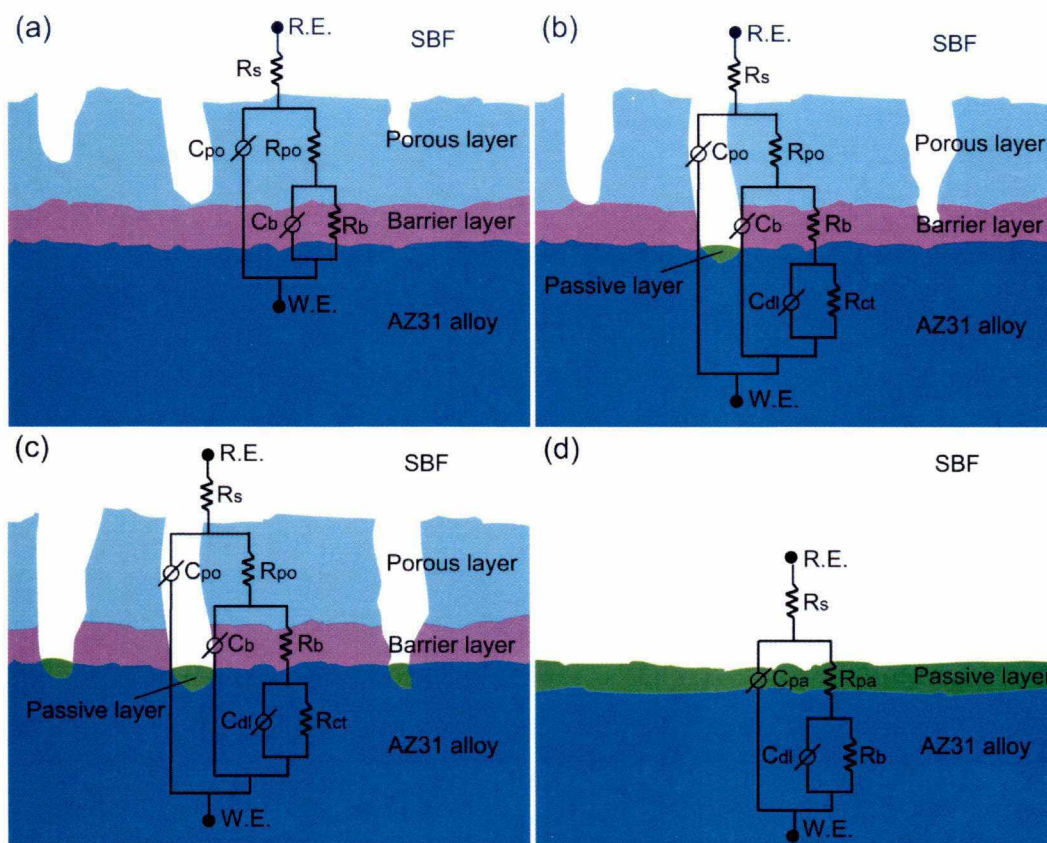 (a)
R.E.
SBF
Rs
Cpo
Rpo
Porous layer
Cb
Rb
Barrier layer
W.E.
AZ31 alloy
(b)
R.E.
SBF
Rs
Cpo
Rpo
Porous layer
Cb
Rb
Barrier layer
Passive layer
Cdl
Rct
AZ31 alloy
W.E.
(c)
R.E.
SBF
Rs
Cpo
Rpo
Porous layer
Cb
Rb
Barrier layer
Passive layer
Cdl
Rct
AZ31 alloy
W.E.
(d)
SBF
R.E.
Rs
Cpa
Rpa
Passive layer
Cdl
Rb
AZ31 alloy
W.E.